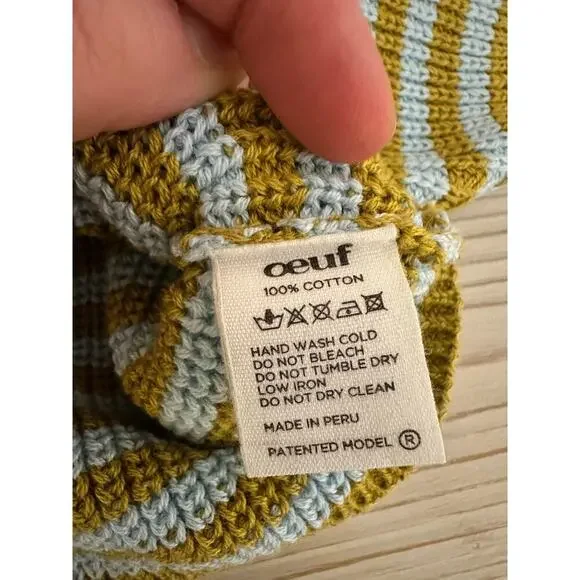 œuf
100% COTTON
HAND WASH COLD
DO NOT BLEACH
DO NOT TUMBLE DRY
LOW IRON
DO NOT DRY CLEAN
MADE IN PERU
PATENTED MODEL ®